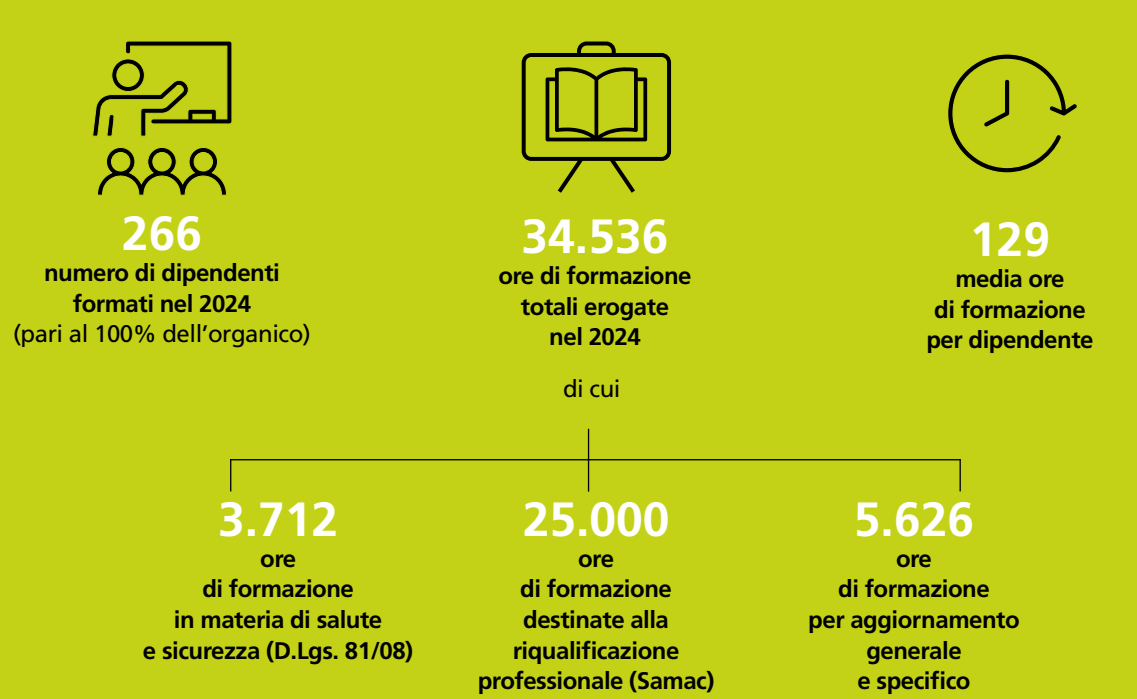 266
numero di dipendenti
formati nel 2024
(pari al 100% dell'organico)
34.536
ore di formazione
totali erogate
nel 2024
129
media ore
di formazione
per dipendente
di cui
3.712
ore
di formazione
in materia di salute
e sicurezza (D.Lgs. 81/08)
25.000
ore
di formazione
destinate alla
riqualificazione
professionale (Samac)
5.626
ore
di formazione
per aggiornamento
generale
e specifico